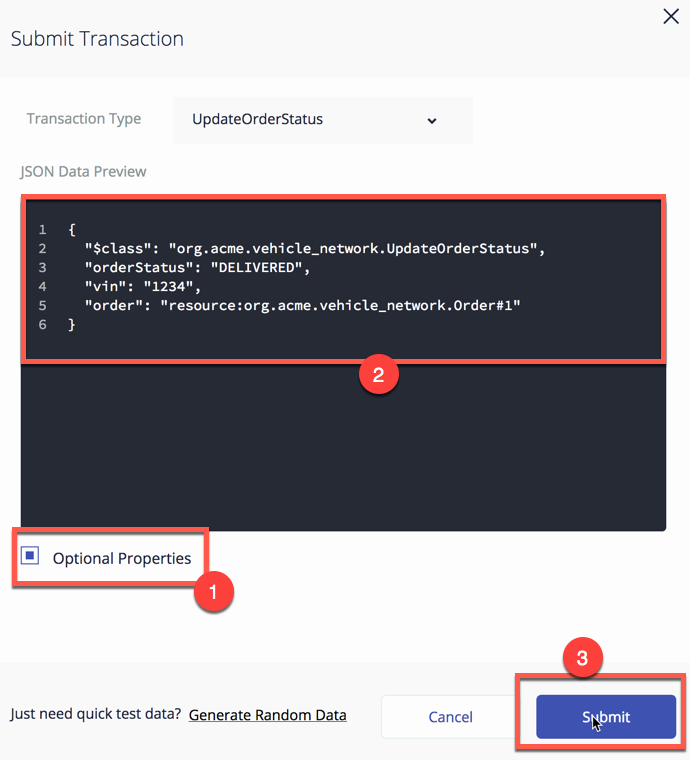 Submit Transaction
Transaction Type UpdateOrderStatus
JSON Data Preview
1 {
2 "$class": "org.acme.vehicle_network.UpdateOrderStatus",
3 "orderStatus": "DELIVERED",
4 "vin": "1234",
5 "order": "resource:org.acme.vehicle_network.Order#1"
6 }
2
Optional Properties
1
3
Just need quick test data? Generate Random Data Cancel Submit